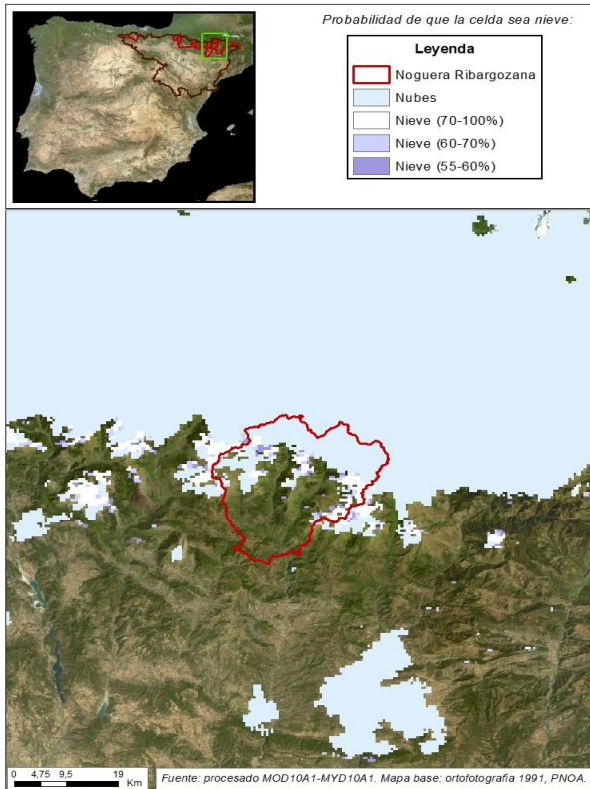 Probabilidad de que la celda sea nieve:
Leyenda
Noguera Ribargozana
Nubes
Nieve (70-100%)
Nieve (60-70%)
Nieve (55-60%)
0 4,75 9,5 19
Km
Fuente: procesado MOD10A1-MYD10A1. Mapa base: ortofotografia 1991, PNOA.